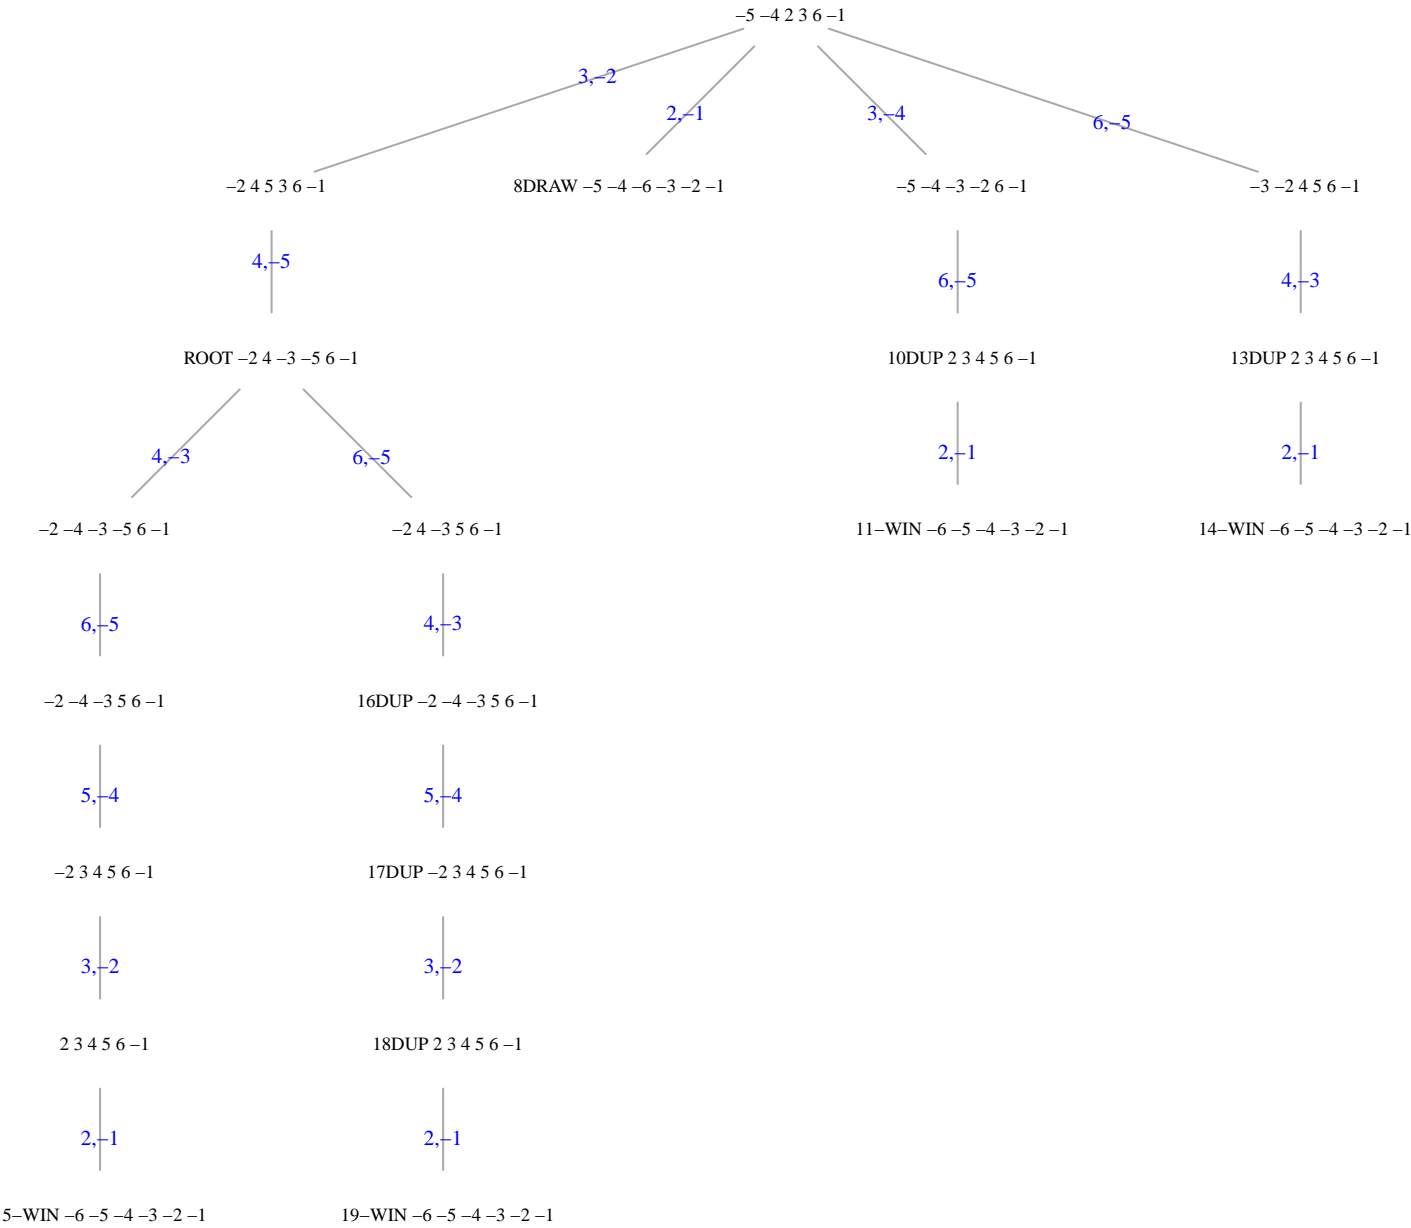 –5 –4 2 3 6 –1
3,–2
2,–1
3,–4
6,–5
–2 4 5 3 6 –1
8DRAW –5 –4 –6 –3 –2 –1
–5 –4 –3 –2 6 –1
–3 –2 4 5 6 –1
4,–5
6,–5
4,–3
ROOT –2 4 –3 –5 6 –1
10DUP 2 3 4 5 6 –1
13DUP 2 3 4 5 6 –1
4,–3
6,–5
2,–1
2,–1
–2 –4 –3 –5 6 –1
–2 4 –3 5 6 –1
11–WIN –6 –5 –4 –3 –2 –1
14–WIN –6 –5 –4 –3 –2 –1
6,–5
4,–3
–2 –4 –3 5 6 –1
16DUP –2 –4 –3 5 6 –1
5,–4
5,–4
–2 3 4 5 6 –1
17DUP –2 3 4 5 6 –1
3,–2
3,–2
2 3 4 5 6 –1
18DUP 2 3 4 5 6 –1
2,–1
2,–1
5–WIN –6 –5 –4 –3 –2 –1
19–WIN –6 –5 –4 –3 –2 –1